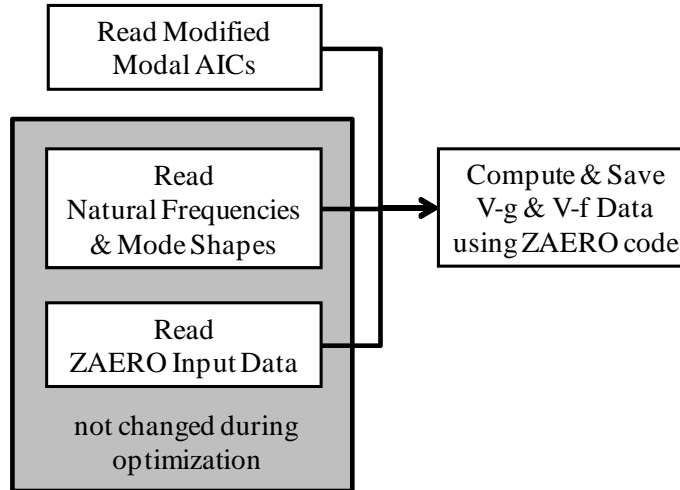 Read Modified
Modal AICs
Read
Natural Frequencies
& Mode Shapes
Read
ZAERO Input Data
not changed during
optimization
Compute & Save
V-g & V-f Data
using ZAERO code